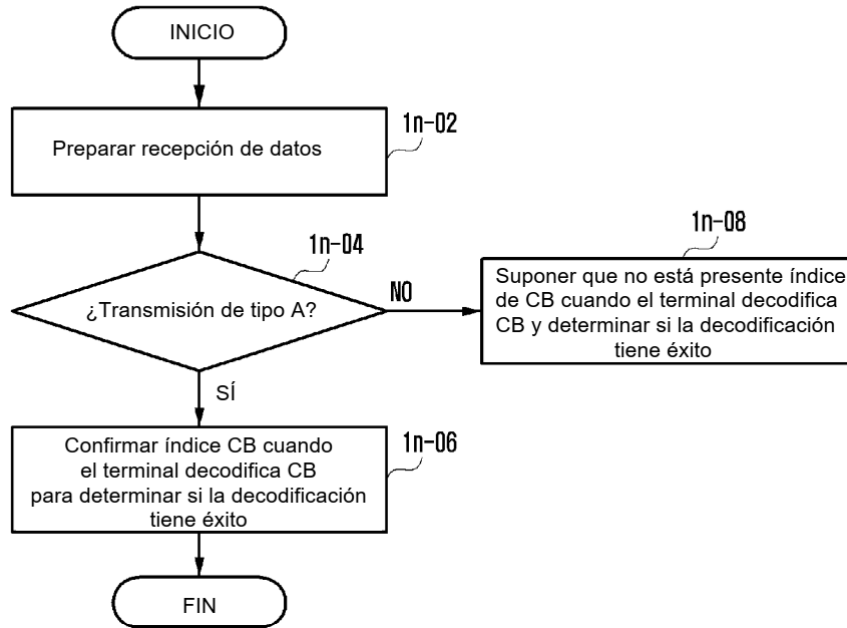 INICIO
1n-02
Preparar recepción de datos
1n-04
¿Transmisión de tipo A?
NO
1n-08
Suponer que no está presente índice
de CB cuando el terminal decodifica
CB y determinar si la decodificación
tiene éxito
SÍ
1n-06
Confirmar índice CB cuando
el terminal decodifica CB
para determinar si la decodificación
tiene éxito
FIN